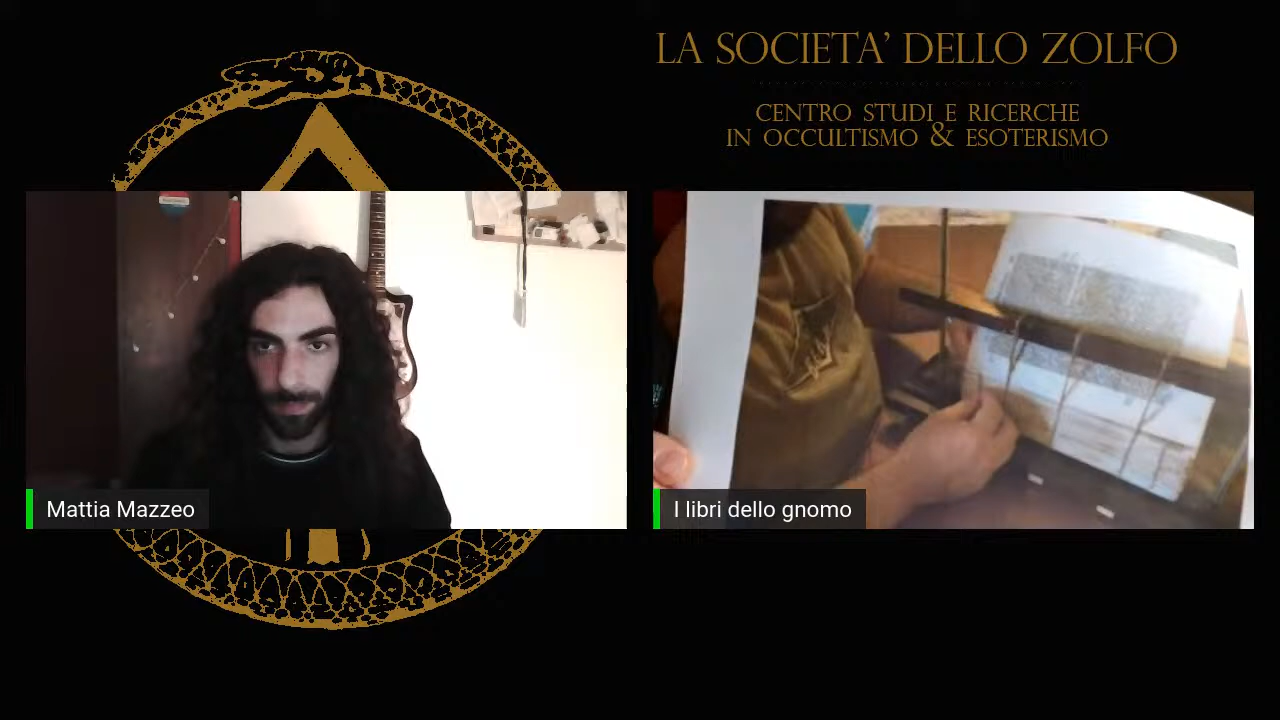 LA SOCIETA' DELLO ZOLFO
CENTRO STUDI E RICERCHE
IN OCCULTISMO & ESOTERISMO
Mattia Mazzeo
I libri dello gnomo